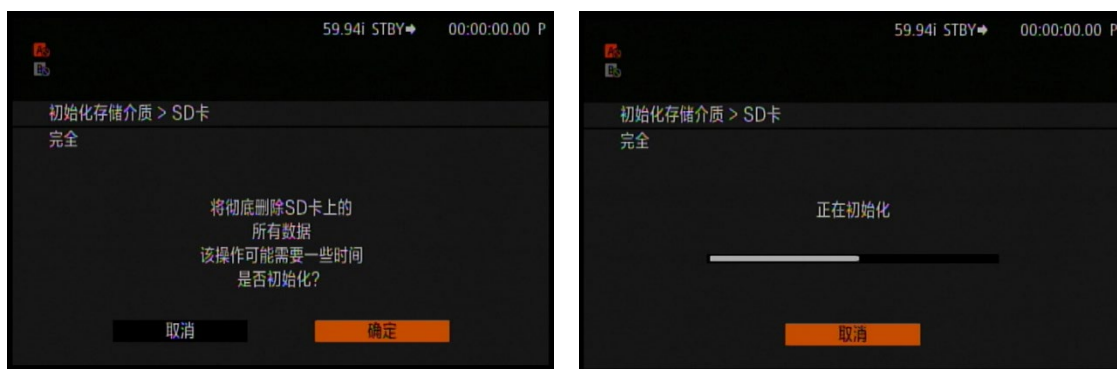 59.94i STBY➡ 00:00:00.00 P
A
B
初始化存储介质 > SD卡
完全
将彻底删除SD卡上的
所有数据
该操作可能需要一些时间
是否初始化?
取消 确定
59.94i STBY➡ 00:00:00.00 P
A
B
初始化存储介质 > SD卡
完全
正在初始化
取消